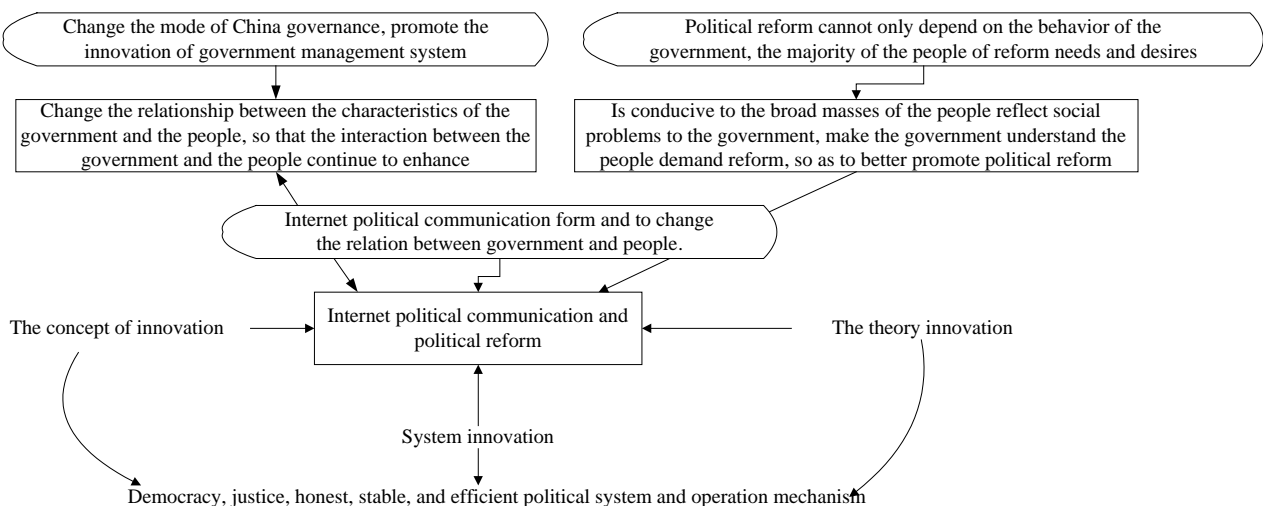 Change the mode of China governance, promote the
innovation of government management system
Political reform cannot only depend on the behavior of the
government, the majority of the people of reform needs and desires
Change the relationship between the characteristics of the
government and the people, so that the interaction between the
government and the people continue to enhance
Is conducive to the broad masses of the people reflect social
problems to the government, make the government understand the
people demand reform, so as to better promote political reform
Internet political communication form and to change
the relation between government and people.
The concept of innovation
Internet political communication and
political reform
The theory innovation
System innovation
Democracy, justice, honest, stable, and efficient political system and operation mechanism